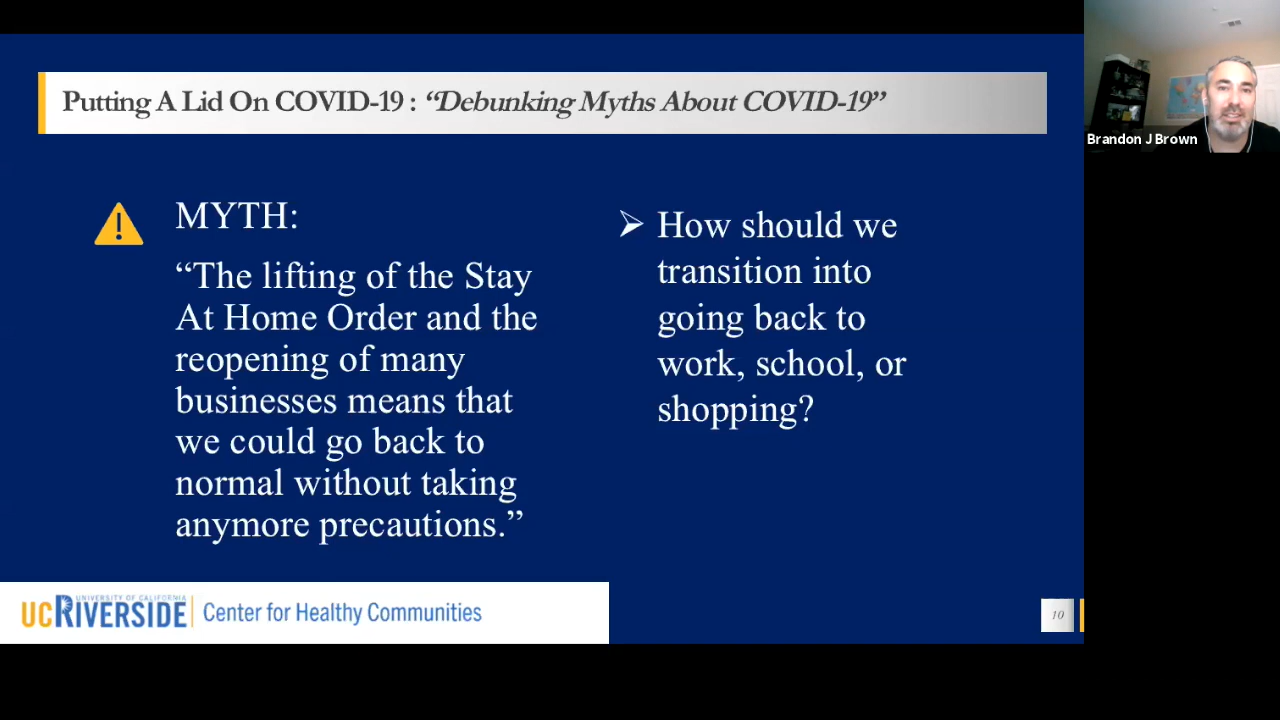 Putting A Lid On COVID-19 : “Debunking Myths About COVID-19”
Brandon J Brown
MYTH:
“The lifting of the Stay
At Home Order and the
reopening of many
businesses means that
we could go back to
normal without taking
anymore precautions.”
How should we
transition into
going back to
work, school, or
shopping?
UNIVERSITY OF CALIFORNIA
UC RIVERSIDE
Center for Healthy Communities
10